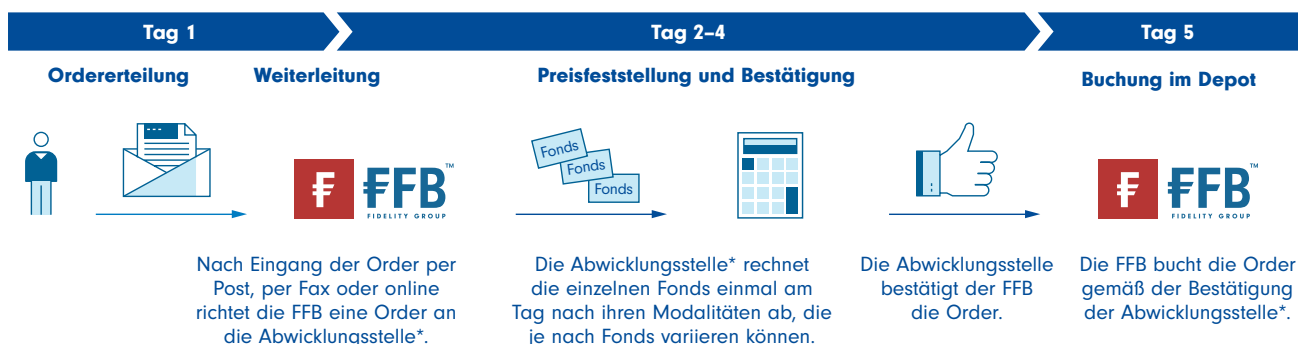 Tag 1
Tag 2–4
Tag 5
Ordererteilung
Weiterleitung
Preisfeststellung und Bestätigung
Buchung im Depot
Fonds
Fonds
Fonds
FFB™
FIDELITY GROUP
FFB™
FIDELITY GROUP
Nach Eingang der Order per
Post, per Fax oder online
richtet die FFB eine Order an
die Abwicklungsstelle*.
Die Abwicklungsstelle* rechnet
die einzelnen Fonds einmal am
Tag nach ihren Modalitäten ab, die
je nach Fonds variieren können.
Die Abwicklungsstelle
bestätigt der FFB
die Order.
Die FFB bucht die Order
gemäß der Bestätigung
der Abwicklungsstelle*.